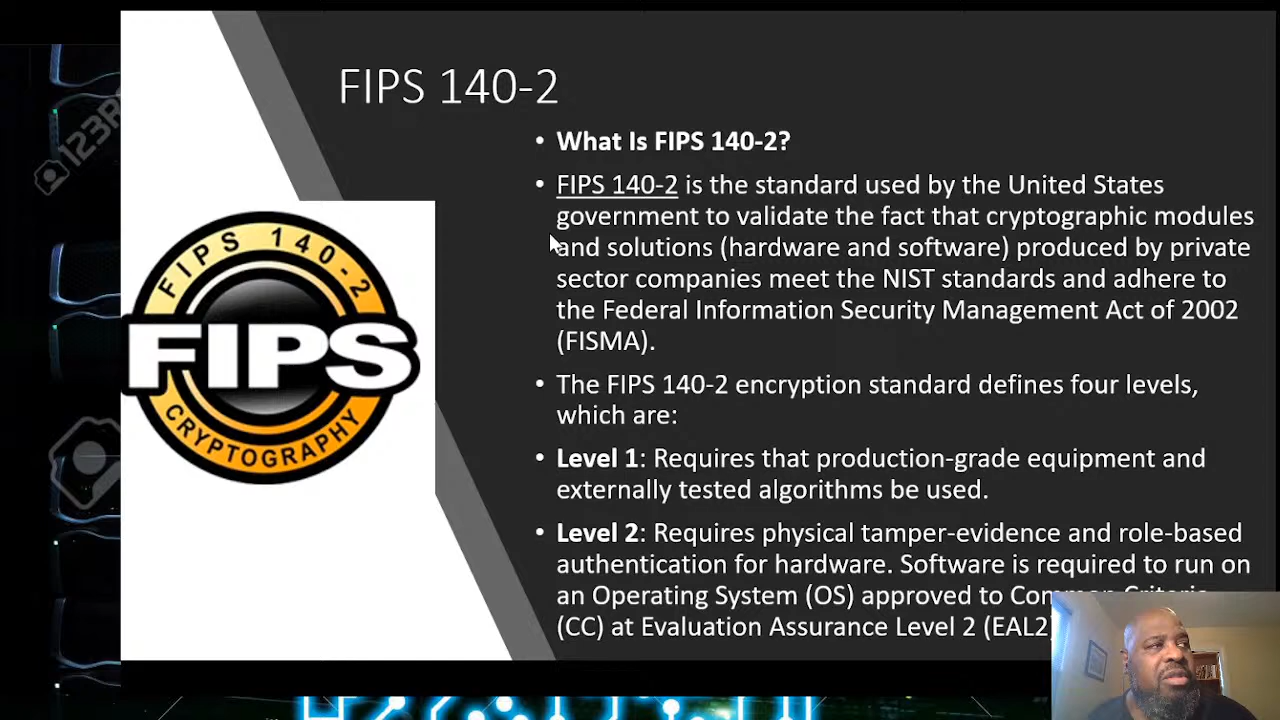 FIPS 140-2
• What Is FIPS 140-2?
• FIPS 140-2 is the standard used by the United States
government to validate the fact that cryptographic modules
and solutions (hardware and software) produced by private
sector companies meet the NIST standards and adhere to
the Federal Information Security Management Act of 2002
(FISMA).
• The FIPS 140-2 encryption standard defines four levels,
which are:
• Level 1: Requires that production-grade equipment and
externally tested algorithms be used.
• Level 2: Requires physical tamper-evidence and role-based
authentication for hardware. Software is required to run on
an Operating System (OS) approved to Common Criteria
(CC) at Evaluation Assurance Level 2 (EAL2
FIPS 140-2
FIPS
CRYPTOGRAPHY